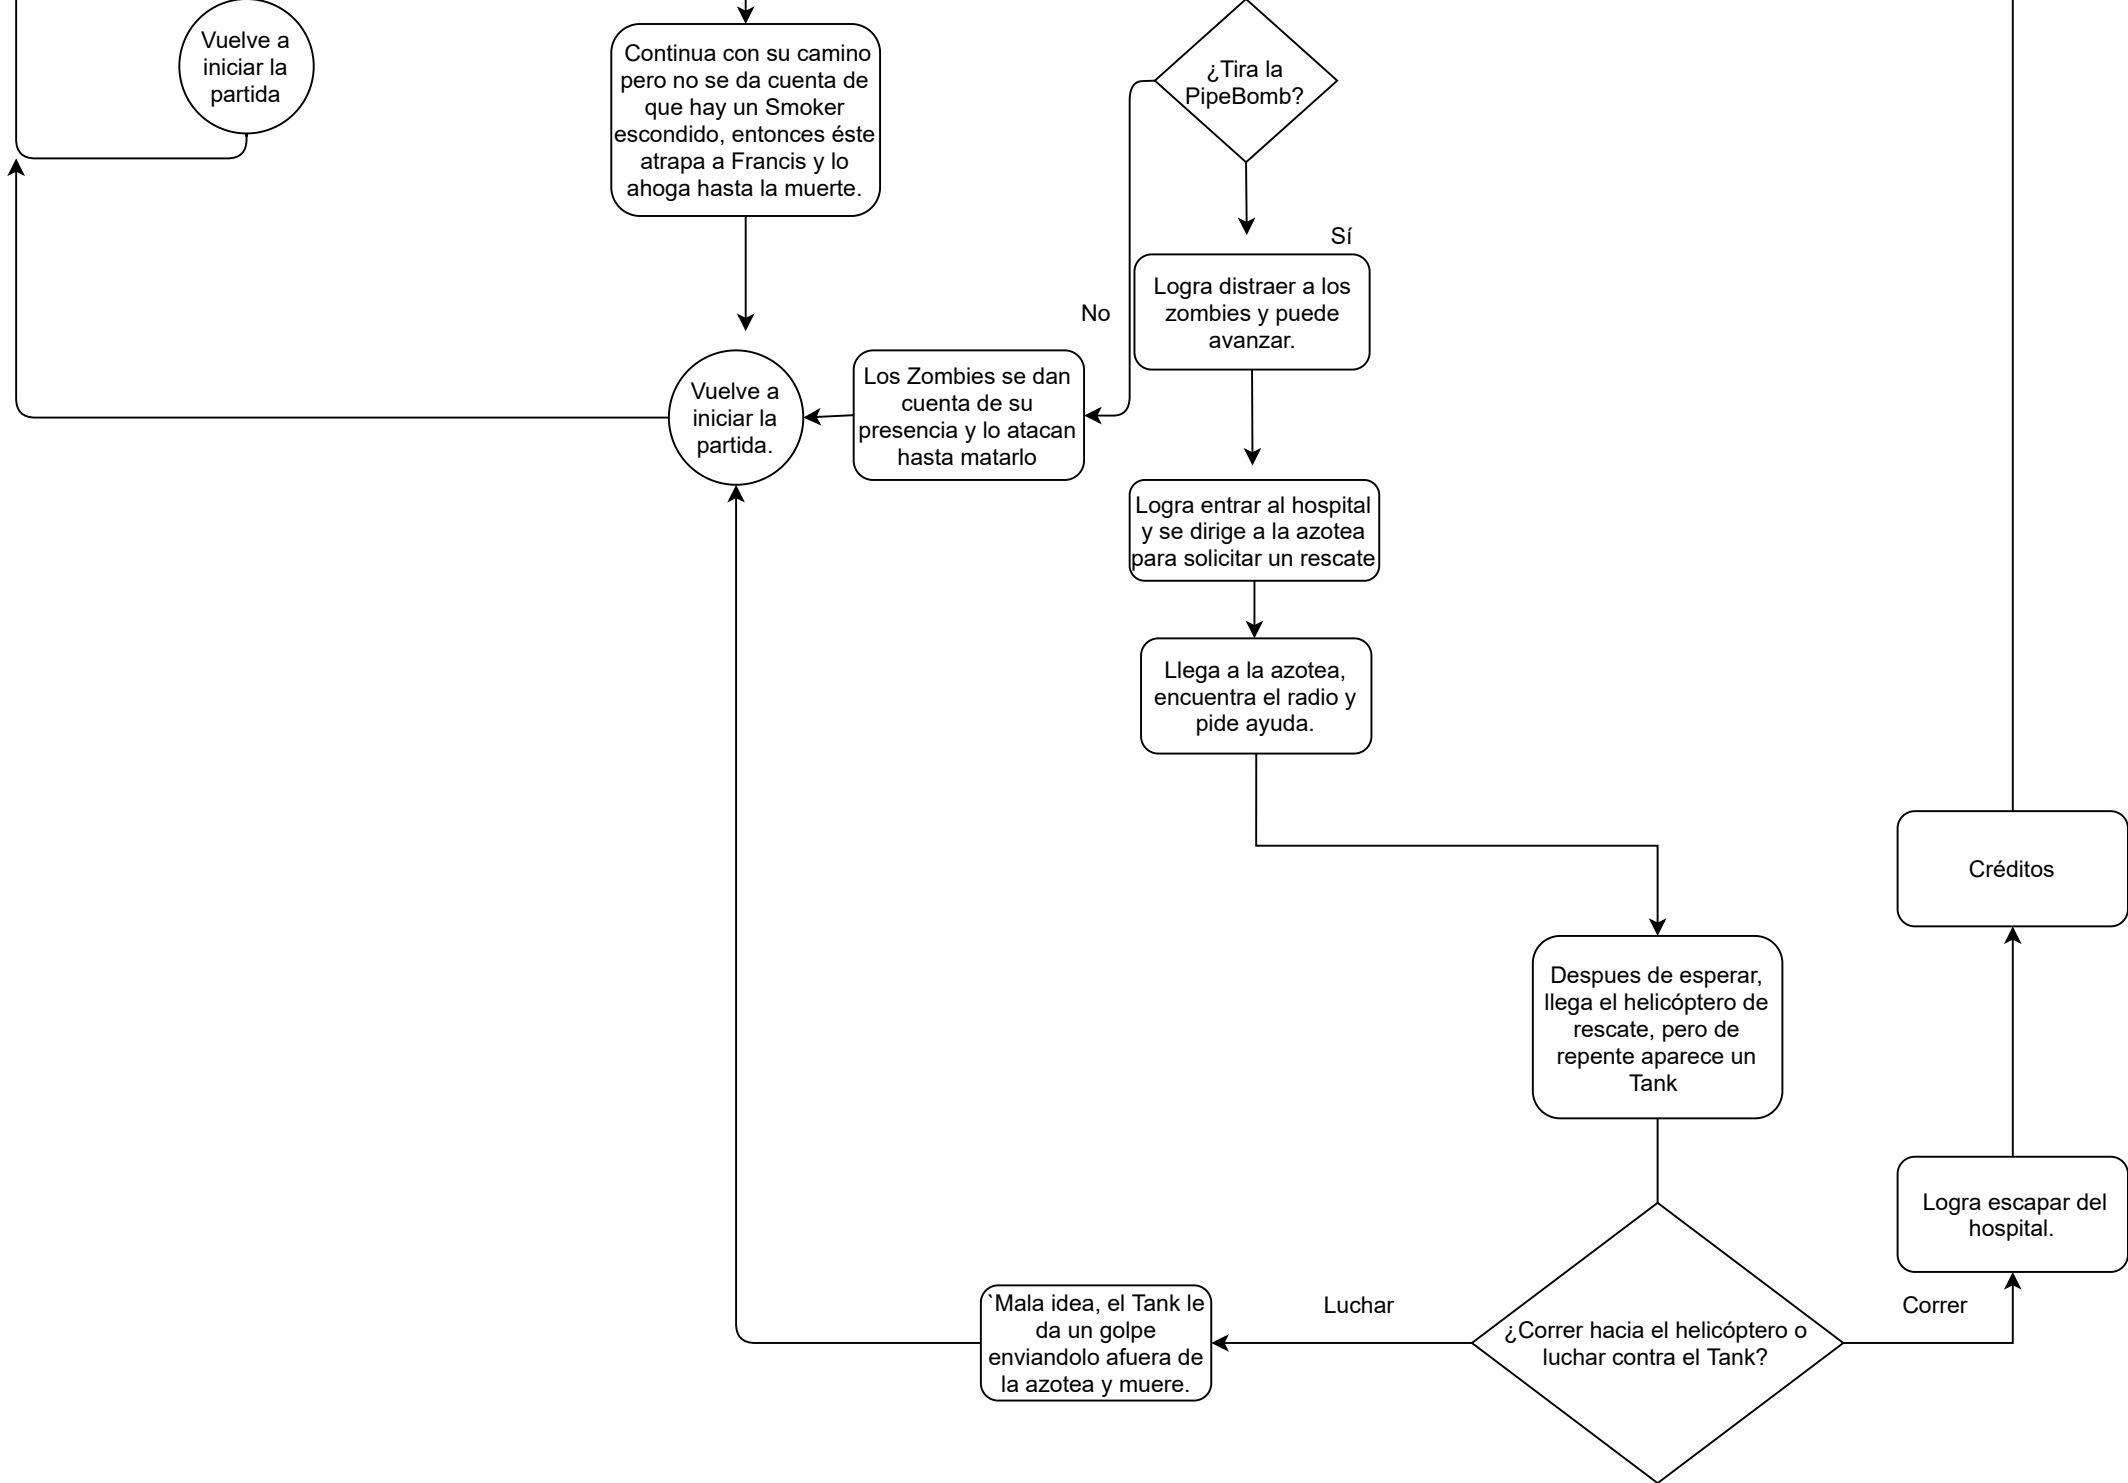 Vuelve a
iniciar la
partida
Continua con su camino
pero no se da cuenta de
que hay un Smoker
escondido, entonces éste
atrapa a Francis y lo
ahoga hasta la muerte.
¿Tira la
PipeBomb?
Sí
No
Logra distraer a los
zombies y puede
avanzar.
Vuelve a
iniciar la
partida.
Los Zombies se dan
cuenta de su
presencia y lo atacan
hasta matarlo
Logra entrar al hospital
y se dirige a la azotea
para solicitar un rescate
Llega a la azotea,
encuentra el radio y
pide ayuda.
Créditos
Despues de esperar,
llega el helicóptero de
rescate, pero de
repente aparece un
Tank
Logra escapar del
hospital.
`Mala idea, el Tank le
da un golpe
enviandolo afuera de
la azotea y muere.
Luchar
¿Correr hacia el helicóptero o
luchar contra el Tank?
Correr